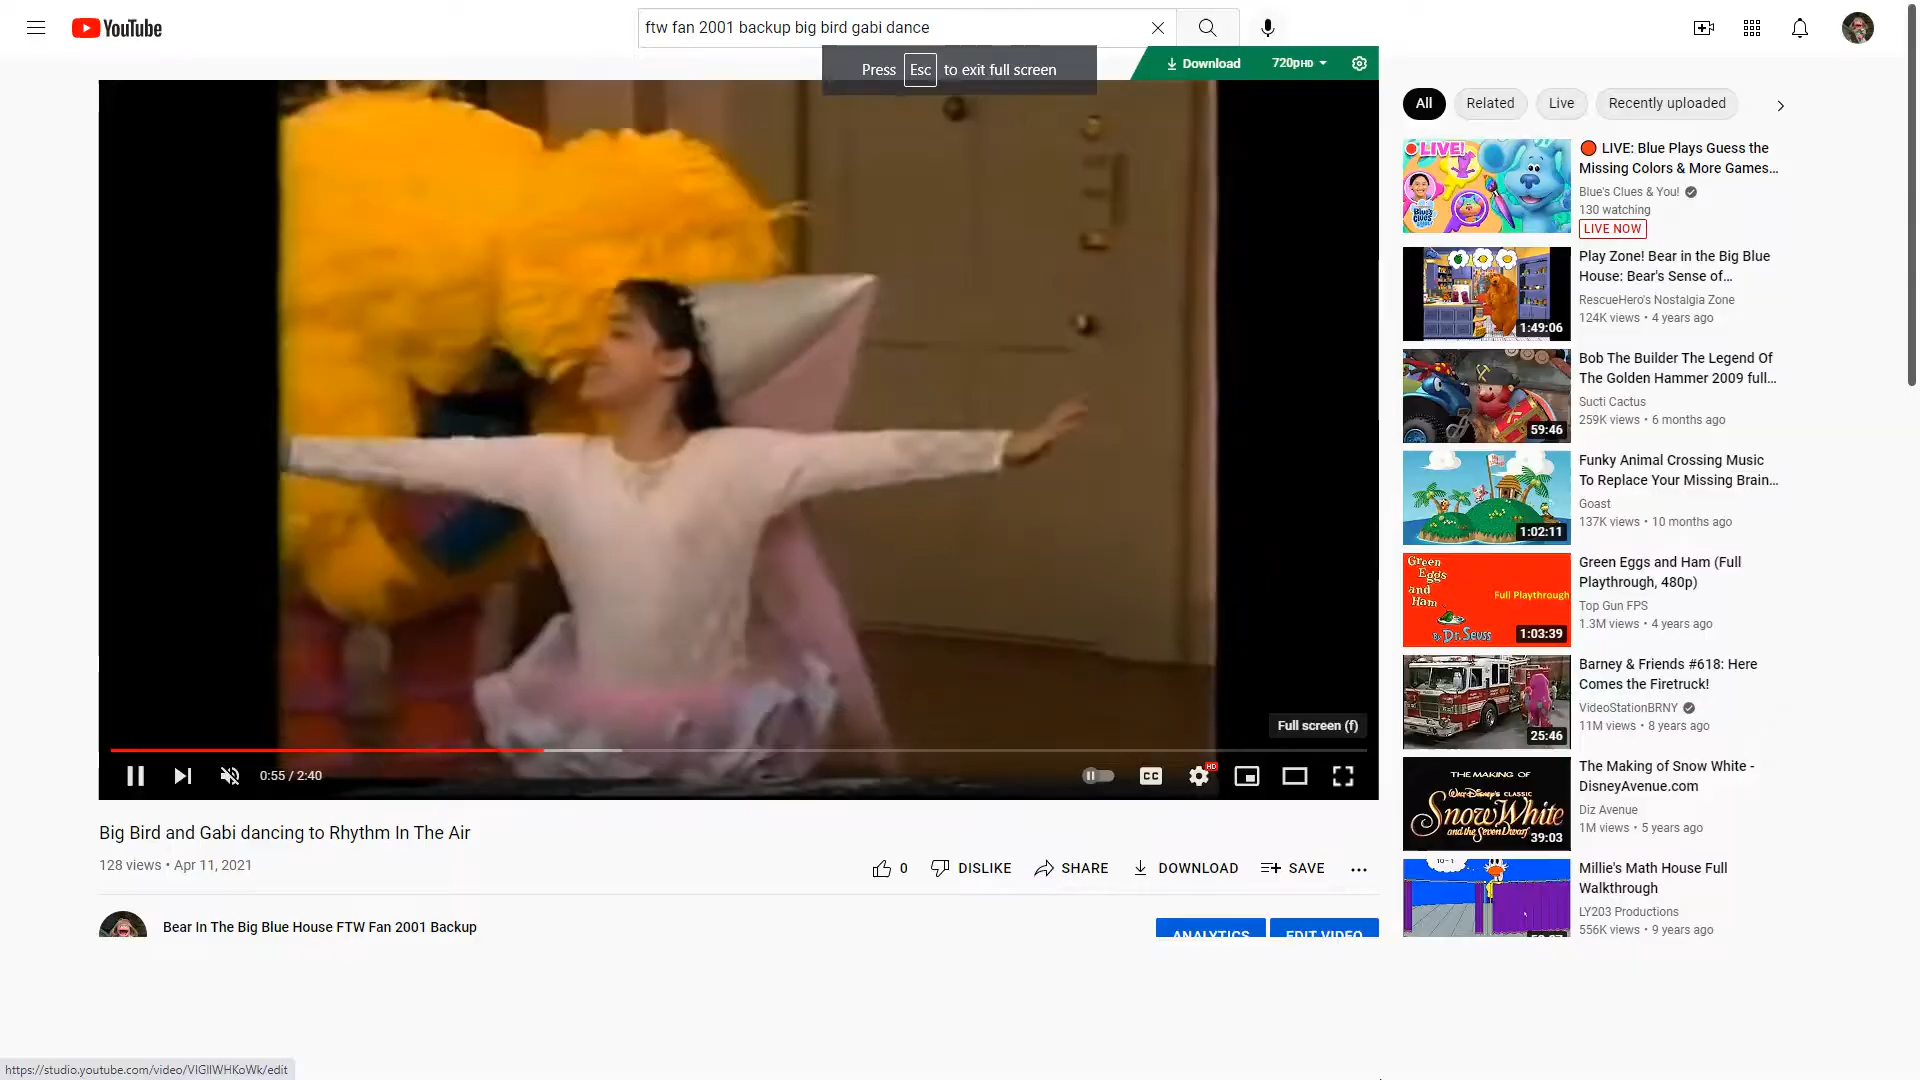 YouTube
ftw fan 2001 backup big bird gabi dance
Press Esc to exit full screen
Download 720pHD
Full screen (f)
0:55 / 2:40
CC
HD
Big Bird and Gabi dancing to Rhythm In The Air
128 views • Apr 11, 2021
0 DISLIKE SHARE DOWNLOAD SAVE
Bear In The Big Blue House FTW Fan 2001 Backup
ANALYTICS EDIT VIDEO
All Related Live Recently uploaded
LIVE!
Blue's Clues
LIVE: Blue Plays Guess the
Missing Colors & More Games...
Blue's Clues & You!
130 watching
LIVE NOW
1:49:06
Play Zone! Bear in the Big Blue
House: Bear's Sense of...
RescueHero's Nostalgia Zone
124K views • 4 years ago
59:46
Bob The Builder The Legend Of
The Golden Hammer 2009 full...
Sucti Cactus
259K views • 6 months ago
1:02:11
Funky Animal Crossing Music
To Replace Your Missing Brain...
Goast
137K views • 10 months ago
Green
Eggs
and
Ham
Full Playthrough
By Dr. Seuss
1:03:39
Green Eggs and Ham (Full
Playthrough, 480p)
Top Gun FPS
1.3M views • 4 years ago
25:46
Barney & Friends #618: Here
Comes the Firetruck!
VideoStationBRNY
11M views • 8 years ago
THE MAKING OF
WALT DISNEY'S CLASSIC
Snow White
and the Seven Dwarfs
39:03
The Making of Snow White -
DisneyAvenue.com
Diz Avenue
1M views • 5 years ago
10-1
Millie's Math House Full
Walkthrough
LY203 Productions
556K views • 9 years ago